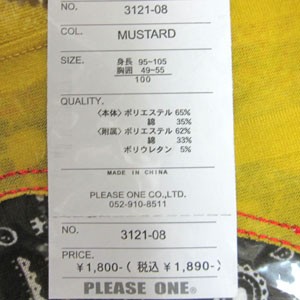 NO. 3121-08
COL. MUSTARD
SIZE. 身長 95~105
胸囲 49~55
100
QUALITY.
〈本体〉ポリエステル 65%
綿 35%
〈附属〉ポリエステル 62%
綿 33%
ポリウレタン 5%
MADE IN CHINA
PLEASE ONE CO.,LTD.
052-910-8511
NO. 3121-08
PRICE.
¥1,800-(税込¥1,890-)
PLEASE ONE®